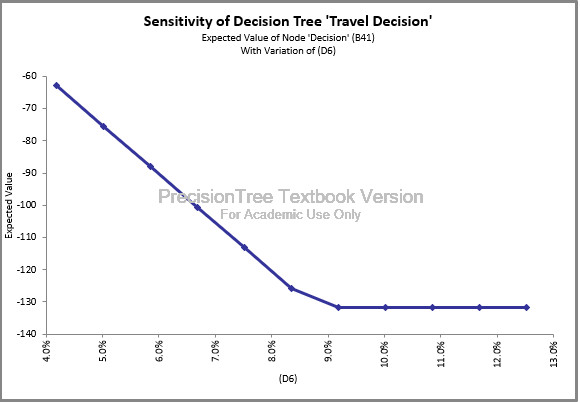 Sensitivity of Decision Tree 'Travel Decision'
Expected Value of Node 'Decision' (B41)
With Variation of (D6)
-60
-70
-80
-90
-100
-110
-120
-130
-140
Expected Value
PrecisionTree Textbook Version
For Academic Use Only
4.0%
5.0%
6.0%
7.0%
8.0%
9.0%
10.0%
11.0%
12.0%
13.0%
(D6)